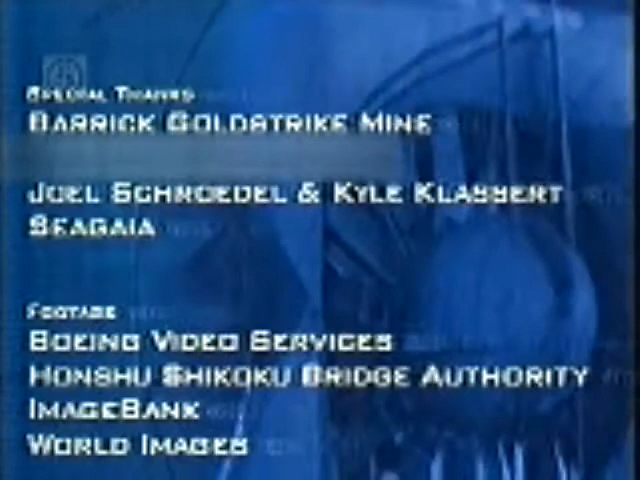 Special Thanks
Barrick Goldstrike Mine
Joel Schroedel & Kyle Klassert
Seagaia
Footage
Boeing Video Services
Honshu Shikoku Bridge Authority
ImageBank
World Images